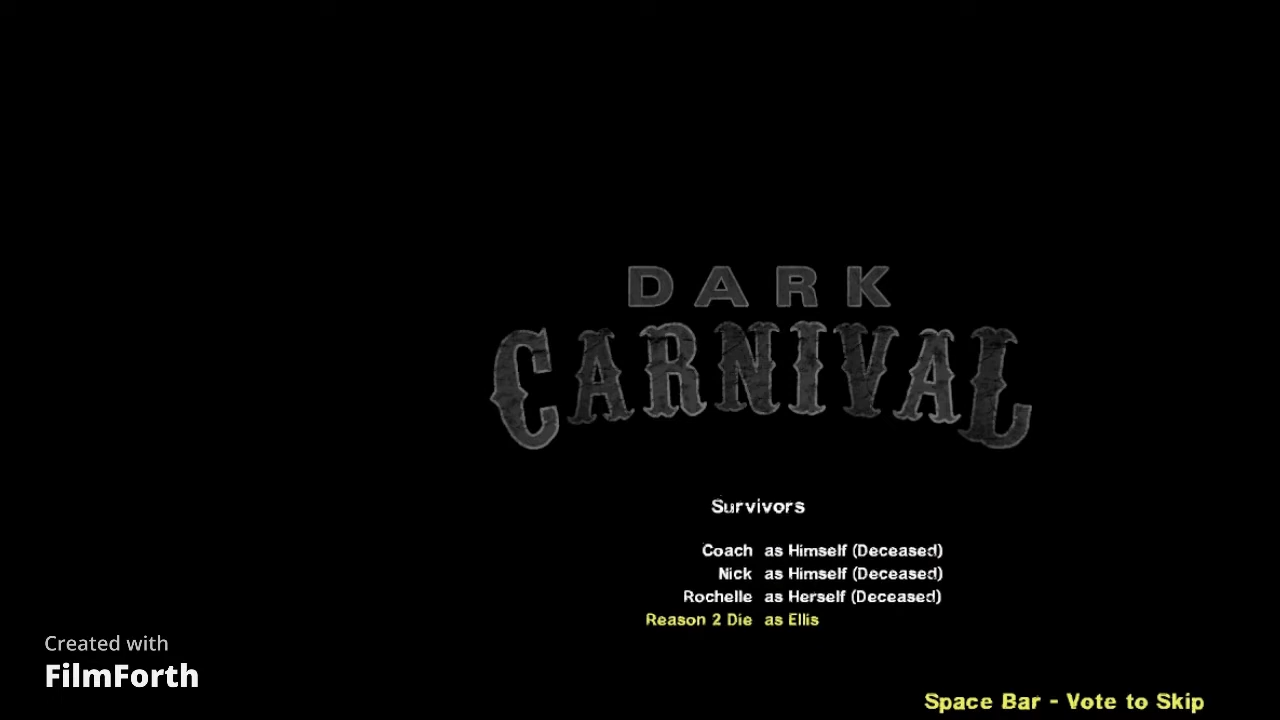 DARK
CARNIVAL
Survivors
Coach as Himself (Deceased)
Nick as Himself (Deceased)
Rochelle as Herself (Deceased)
Reason 2 Die as Ellis
Created with
FilmForth
Space Bar - Vote to Skip